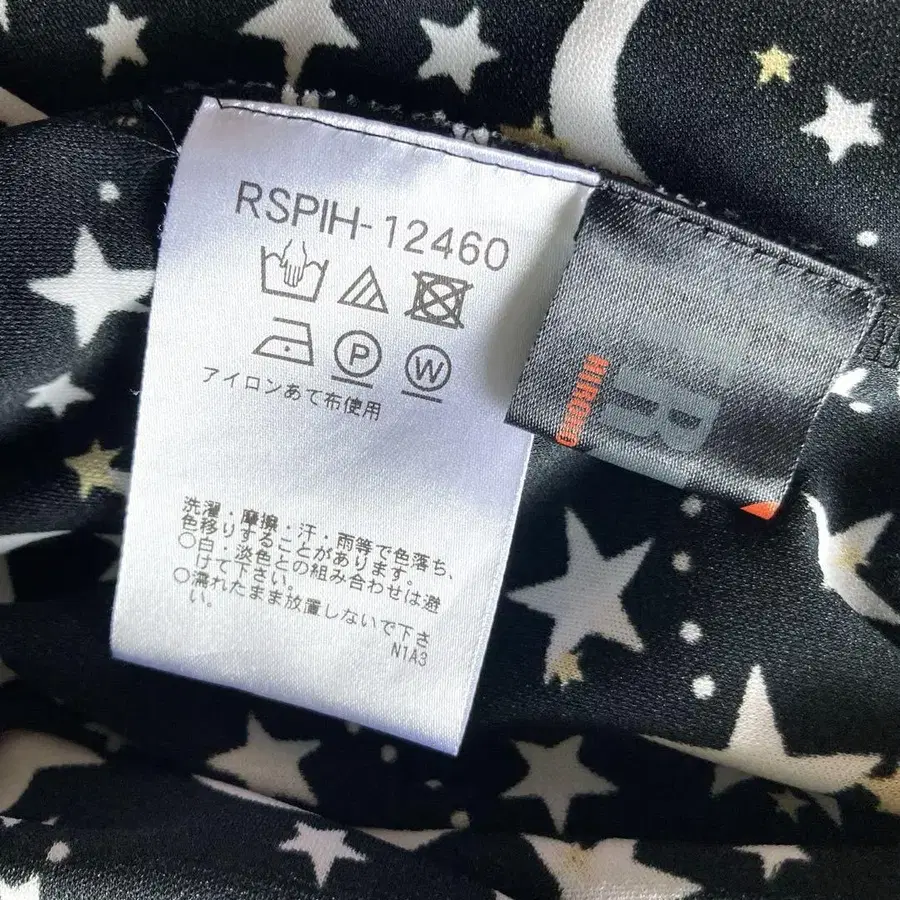 RSPIH-12460
P
W
アイロンあて布使用
洗濯・摩擦・汗・雨等で色落ち、
色移りすることがあります。
○白・淡色との組み合わせは避
けて下さい。
○濡れたまま放置しないで下さ
い。
N1A3